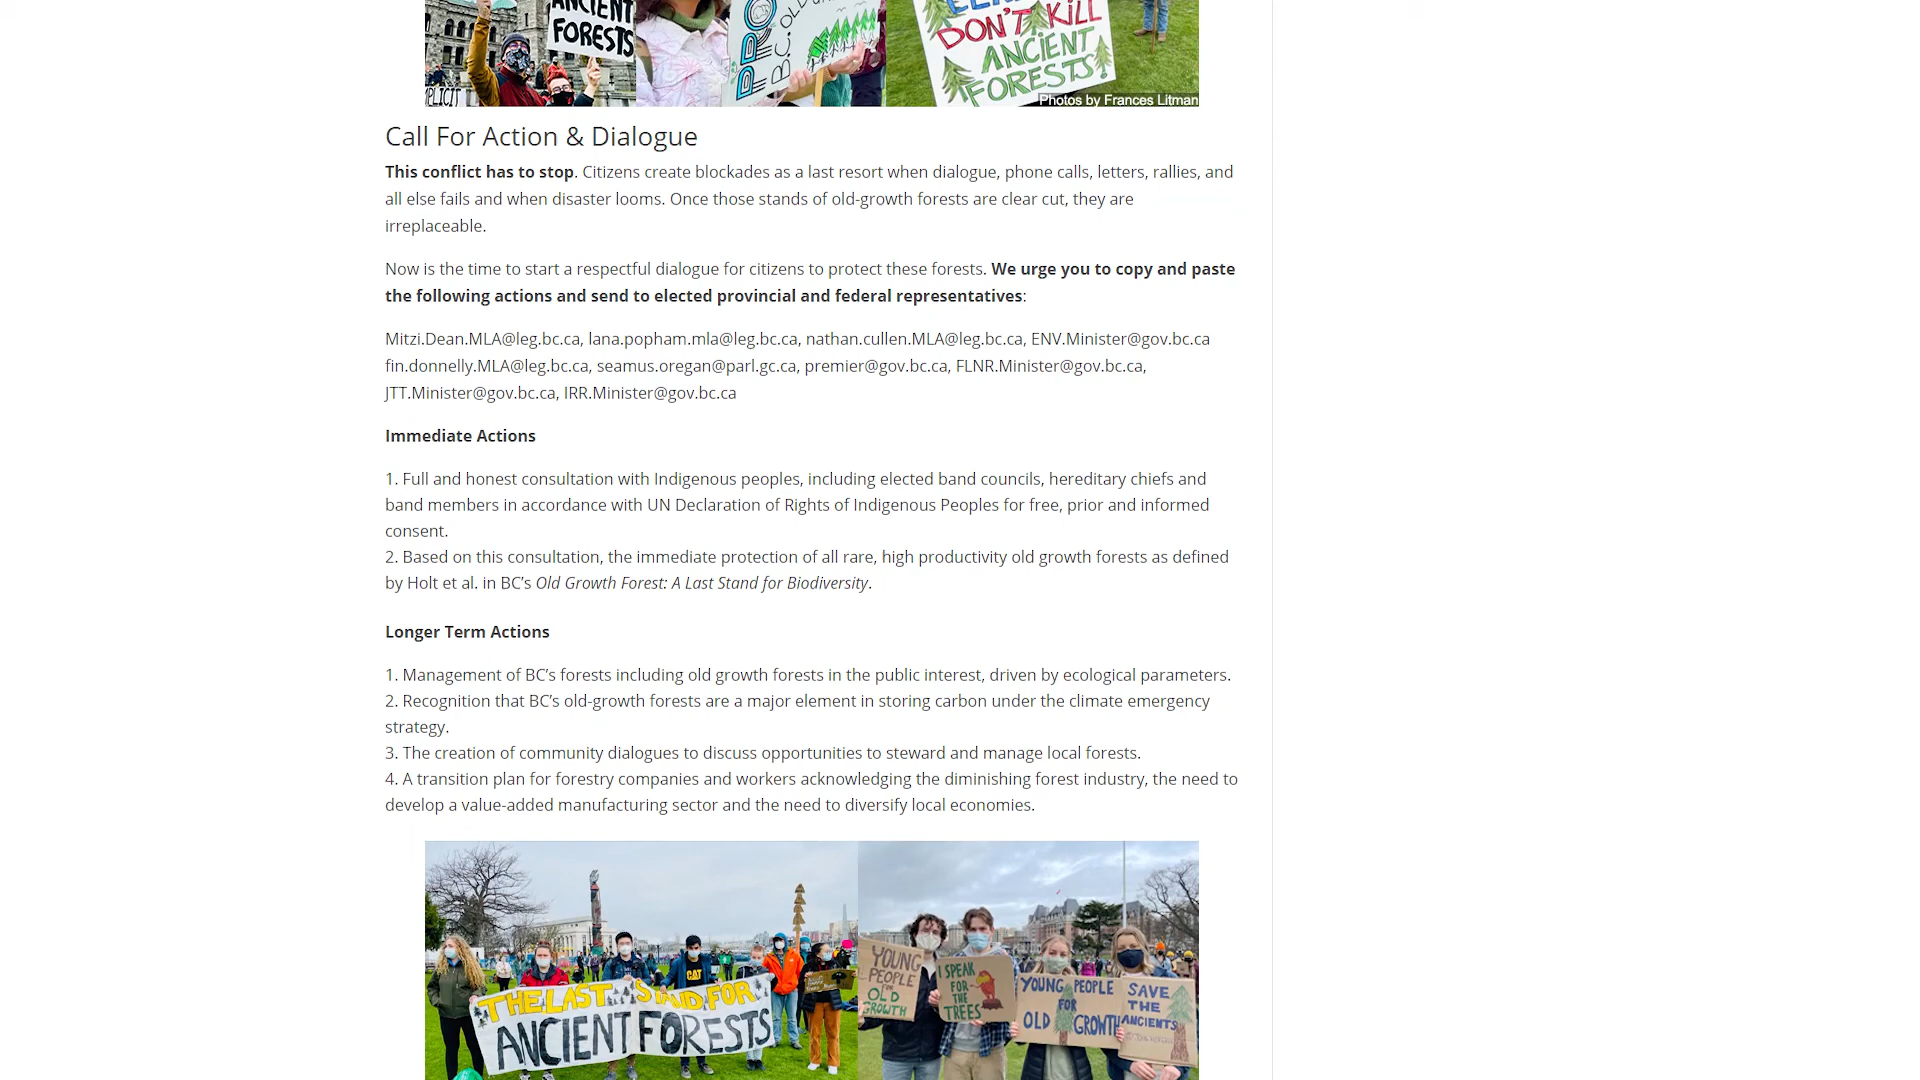 ANCIENT
FORESTS
PLICIT
PRO
B.C. OLD
DON'T KILL
ANCIENT
FORESTS!
Photos by Frances Litman
Call For Action & Dialogue
This conflict has to stop. Citizens create blockades as a last resort when dialogue, phone calls, letters, rallies, and
all else fails and when disaster looms. Once those stands of old-growth forests are clear cut, they are
irreplaceable.
Now is the time to start a respectful dialogue for citizens to protect these forests. We urge you to copy and paste
the following actions and send to elected provincial and federal representatives:
Mitzi.Dean.MLA@leg.bc.ca, lana.popham.mla@leg.bc.ca, nathan.cullen.MLA@leg.bc.ca, ENV.Minister@gov.bc.ca
fin.donnelly.MLA@leg.bc.ca, seamus.oregan@parl.gc.ca, premier@gov.bc.ca, FLNR.Minister@gov.bc.ca,
JTT.Minister@gov.bc.ca, IRR.Minister@gov.bc.ca
Immediate Actions
1. Full and honest consultation with Indigenous peoples, including elected band councils, hereditary chiefs and
band members in accordance with UN Declaration of Rights of Indigenous Peoples for free, prior and informed
consent.
2. Based on this consultation, the immediate protection of all rare, high productivity old growth forests as defined
by Holt et al. in BC's Old Growth Forest: A Last Stand for Biodiversity.
Longer Term Actions
1. Management of BC's forests including old growth forests in the public interest, driven by ecological parameters.
2. Recognition that BC's old-growth forests are a major element in storing carbon under the climate emergency
strategy.
3. The creation of community dialogues to discuss opportunities to steward and manage local forests.
4. A transition plan for forestry companies and workers acknowledging the diminishing forest industry, the need to
develop a value-added manufacturing sector and the need to diversify local economies.
CAT
THE LAST STAND FOR
ANCIENT FORESTS
YOUNG
PEOPLE
FOR
OLD
GROWTH
I SPEAK
FOR
THE
TREES
YOUNG PEOPLE
FOR
OLD GROWTH
SAVE
THE
ANCIENTS